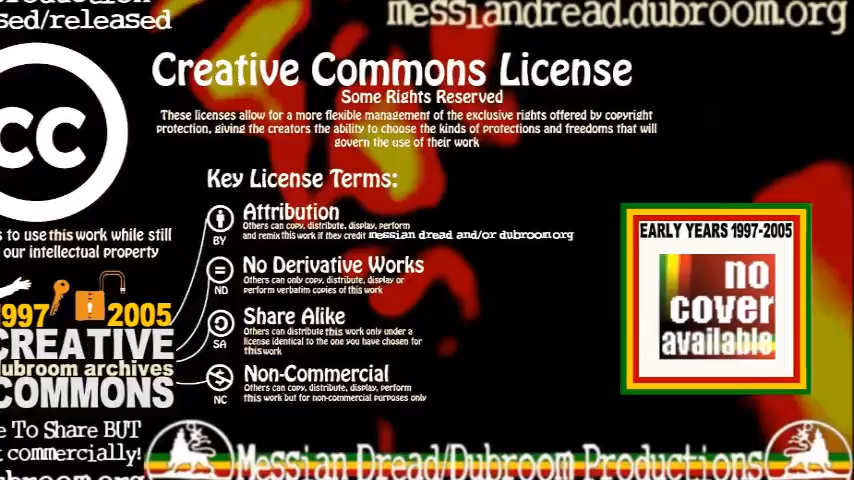 roduction
sed/released
messiandread.dubroom.org
Creative Commons License
Some Rights Reserved
These licenses allow for a more flexible management of the exclusive rights offered by copyright
protection, giving the creators the ability to choose the kinds of protections and freedoms that will
govern the use of their work
cc
Key License Terms:
Attribution
Others can copy, distribute, display, perform
and remix this work if they credit messian dread and/or dubroom.org
BY
No Derivative Works
Others can only copy, distribute, display or
perform verbatim copies of this work
ND
Share Alike
Others can distribute this work only under a
license identical to the one you have chosen for
this work
SA
Non-Commercial
Others can copy, distribute, display, perform
this work but for non-commercial purposes only
NC
s to use this work while still
our intellectual property
1997 2005
CREATIVE
dubroom archives
COMMONS
e To Share BUT
t commercially!
ubroom.org
EARLY YEARS 1997-2005
no
cover
available
Messian Dread/Dubroom Productions